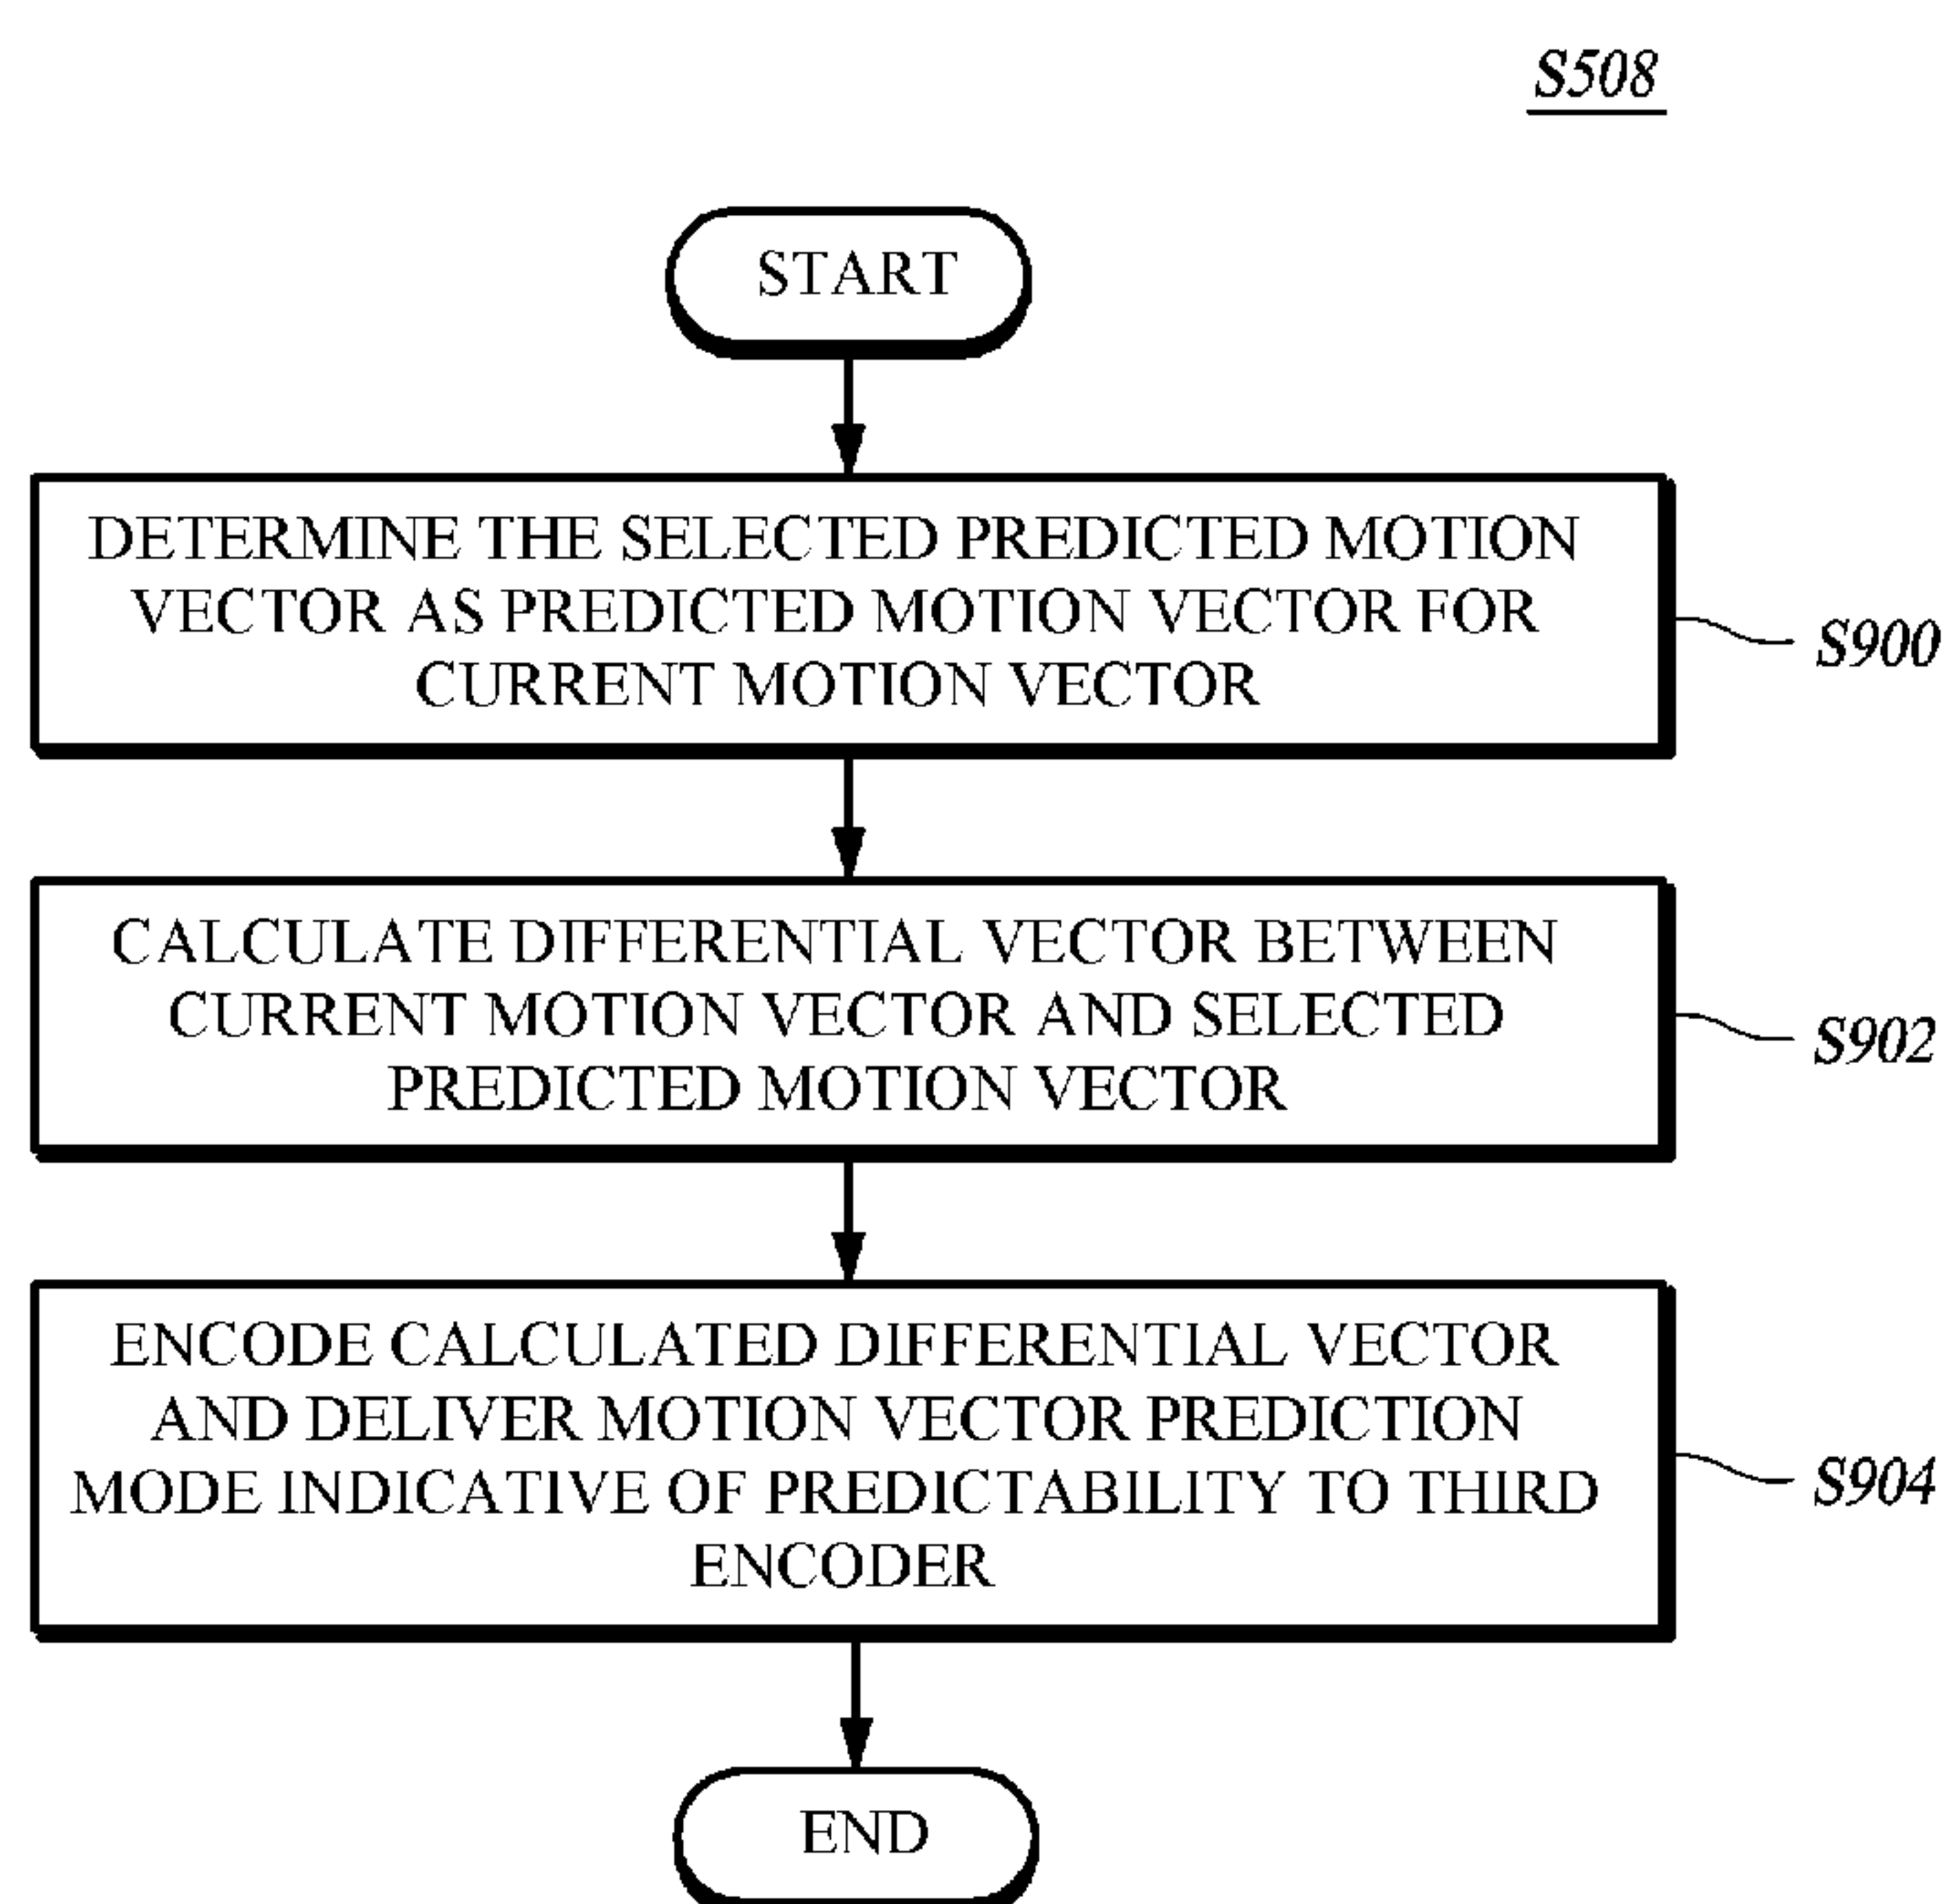 S508
START
DETERMINE THE SELECTED PREDICTED MOTION
VECTOR AS PREDICTED MOTION VECTOR FOR
CURRENT MOTION VECTOR
S900
CALCULATE DIFFERENTIAL VECTOR BETWEEN
CURRENT MOTION VECTOR AND SELECTED
PREDICTED MOTION VECTOR
S902
ENCODE CALCULATED DIFFERENTIAL VECTOR
AND DELIVER MOTION VECTOR PREDICTION
MODE INDICATIVE OF PREDICTABILITY TO THIRD
ENCODER
S904
END